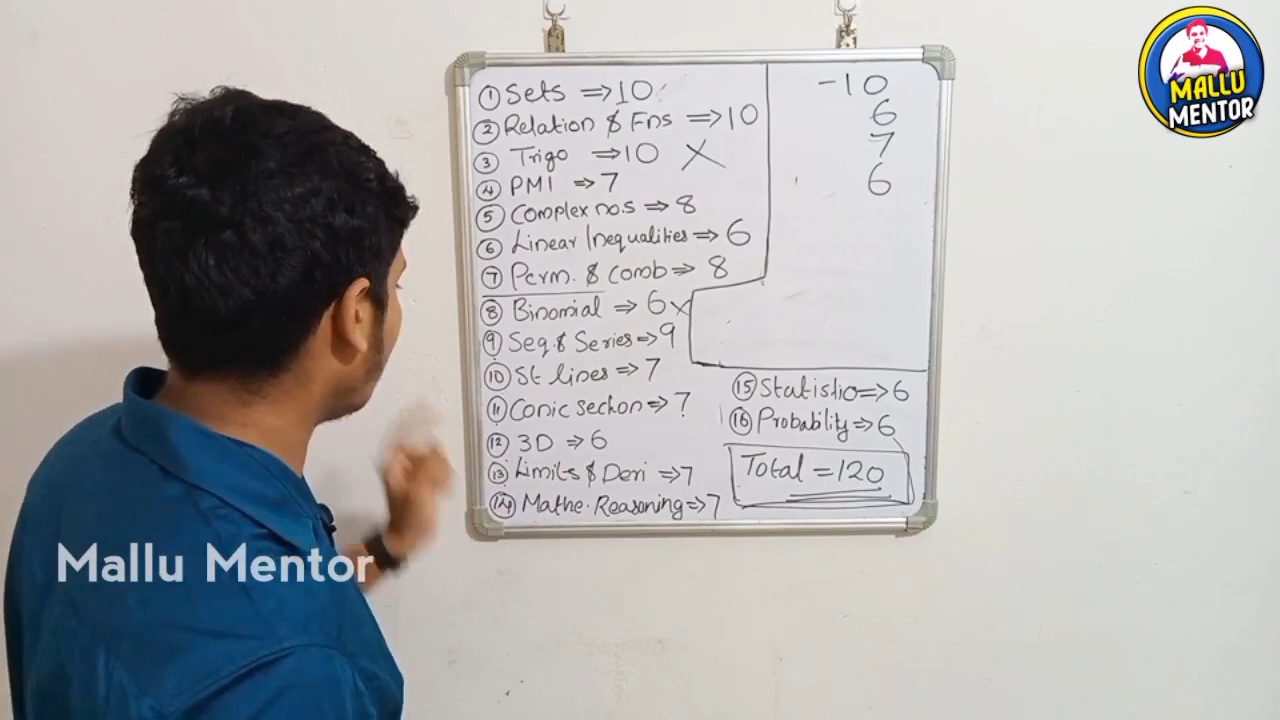 ① Sets ⇒ 10
② Relation & Fns ⇒ 10
③ Trigo ⇒ 10 X
④ PMI ⇒ 7
⑤ Complex no.s ⇒ 8
⑥ Linear Inequalities ⇒ 6
⑦ Perm. & Comb ⇒ 8
⑧ Binomial ⇒ 6 x
⑨ Seq. & Series ⇒ 9
⑩ St lines ⇒ 7
⑪ Conic section ⇒ 7
⑫ 3D ⇒ 6
⑬ Limits & Deri ⇒ 7
⑭ Mathe. Reasoning ⇒ 7
-10
6
7
6
⑮ Statistics ⇒ 6
⑯ Probability ⇒ 6
Total = 120
MALLU
MENTOR
Mallu Mentor